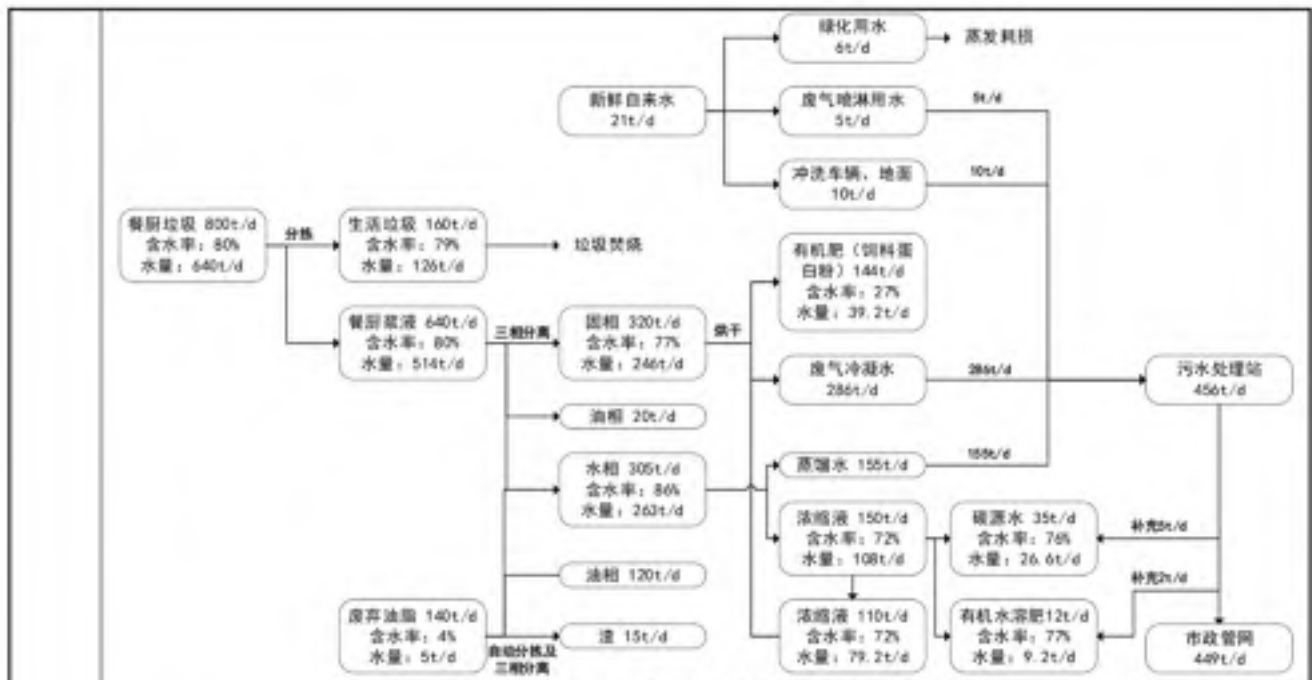 绿化用水
6t/d
蒸发耗损
新鲜自来水
21t/d
废气喷淋用水
5t/d
5t/d
冲洗车辆、地面
10t/d
10t/d
餐厨垃圾 800t/d
含水率：80%
水量：640t/d
分拣
生活垃圾 160t/d
含水率：79%
水量：126t/d
垃圾焚烧
有机肥（饲料蛋
白粉）144t/d
含水率：27%
水量：39.2t/d
餐厨浆液 640t/d
含水率：80%
水量：514t/d
三相分离
固相 320t/d
含水率：77%
水量：246t/d
烘干
废气冷凝水
286t/d
286t/d
污水处理站
456t/d
油相 20t/d
水相 305t/d
含水率：86%
水量：263t/d
蒸馏水 155t/d
155t/d
浓缩液 150t/d
含水率：72%
水量：108t/d
碳源水 35t/d
含水率：76%
水量：26.6t/d
补充5t/d
油相 120t/d
补充2t/d
废弃油脂 140t/d
含水率：4%
水量：5t/d
自动分拣及
三相分离
渣 15t/d
浓缩液 110t/d
含水率：72%
水量：79.2t/d
有机水溶肥12t/d
含水率：77%
水量：9.2t/d
市政管网
449t/d